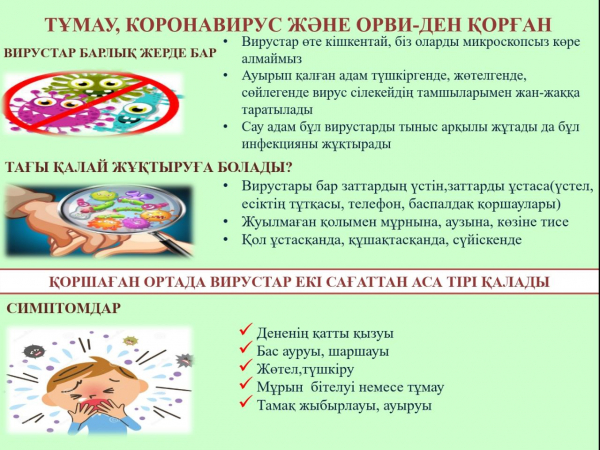 ТҰМАУ, КОРОНАВИРУС ЖӘНЕ ОРВИ-ДЕН ҚОРҒАН
ВИРУСТАР БАРЛЫҚ ЖЕРДЕ БАР
• Вирустар өте кішкентай, біз оларды микроскопсыз көре
алмаймыз
• Ауырып қалған адам түшкіргенде, жөтелгенде,
сөйлегенде вирус сілекейдің тамшыларымен жан-жаққа
таратылады
• Сау адам бұл вирустарды тыныс арқылы жұтады да бұл
инфекцияны жұқтырады
ТАҒЫ ҚАЛАЙ ЖҰҚТЫРУҒА БОЛАДЫ?
• Вирустары бар заттардың үстін,заттарды ұстаса(үстел,
есіктің тұтқасы, телефон, баспалдақ қоршаулары)
• Жуылмаған қолымен мұрнына, аузына, көзіне тисе
• Қол ұстасқанда, құшақтасқанда, сүйіскенде
ҚОРШАҒАН ОРТАДА ВИРУСТАР ЕКІ САҒАТТАН АСА ТІРІ ҚАЛАДЫ
СИМПТОМДАР
✓ Дененің қатты қызуы
✓ Бас ауруы, шаршауы
✓ Жөтел,түшкіру
✓ Мұрын бітелуі немесе тұмау
✓ Тамақ жыбырлауы, ауыруы